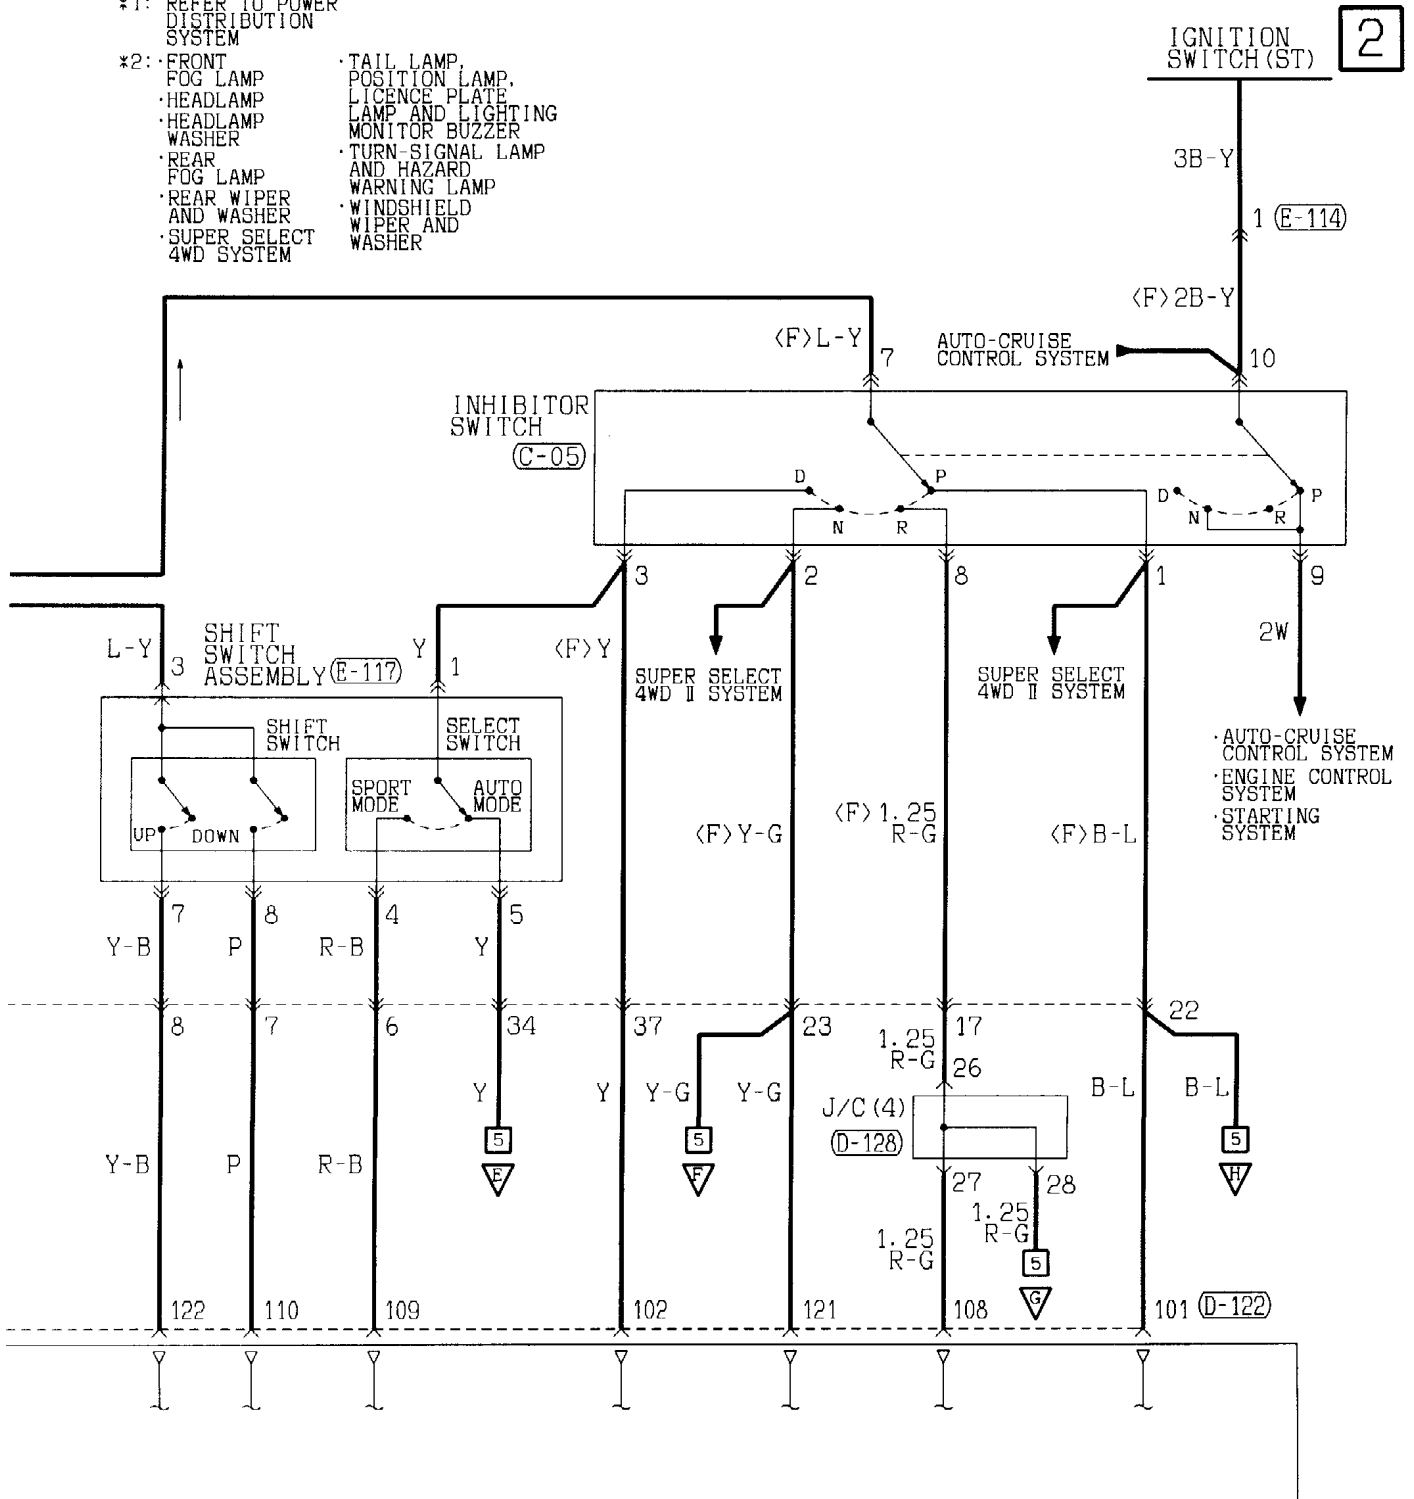 *1: REFER TO POWER
DISTRIBUTION
SYSTEM
*2: ·FRONT
FOG LAMP
·HEADLAMP
·HEADLAMP
WASHER
·REAR
FOG LAMP
·REAR WIPER
AND WASHER
·SUPER SELECT
4WD SYSTEM
·TAIL LAMP,
POSITION LAMP,
LICENCE PLATE
LAMP AND LIGHTING
MONITOR BUZZER
·TURN-SIGNAL LAMP
AND HAZARD
WARNING LAMP
·WINDSHIELD
WIPER AND
WASHER
IGNITION
SWITCH(ST)
2
3B-Y
1 (E-114)
<F>2B-Y
<F>L-Y
7
AUTO-CRUISE
CONTROL SYSTEM
10
INHIBITOR
SWITCH
(C-05)
D P
N R
D P
N R
3 2 8 1 9
L-Y
3
SHIFT
SWITCH
ASSEMBLY (E-117)
Y
1
<F>Y
SUPER SELECT
4WD Ⅱ SYSTEM
SUPER SELECT
4WD Ⅱ SYSTEM
2W
SHIFT
SWITCH
SELECT
SWITCH
·AUTO-CRUISE
CONTROL SYSTEM
·ENGINE CONTROL
SYSTEM
·STARTING
SYSTEM
UP DOWN
SPORT
MODE
AUTO
MODE
<F>Y-G
<F>1.25
R-G
<F>B-L
7 8 4 5
Y-B P R-B Y
8 7 6 34 37 23 17 22
1.25
R-G
26
Y Y Y-G Y-G
B-L B-L
J/C(4)
(D-128)
5 5 5
E F H
Y-B P R-B
27 28
1.25
R-G
1.25
R-G
5
G
122 110 109 102 121 108 101 (D-122)